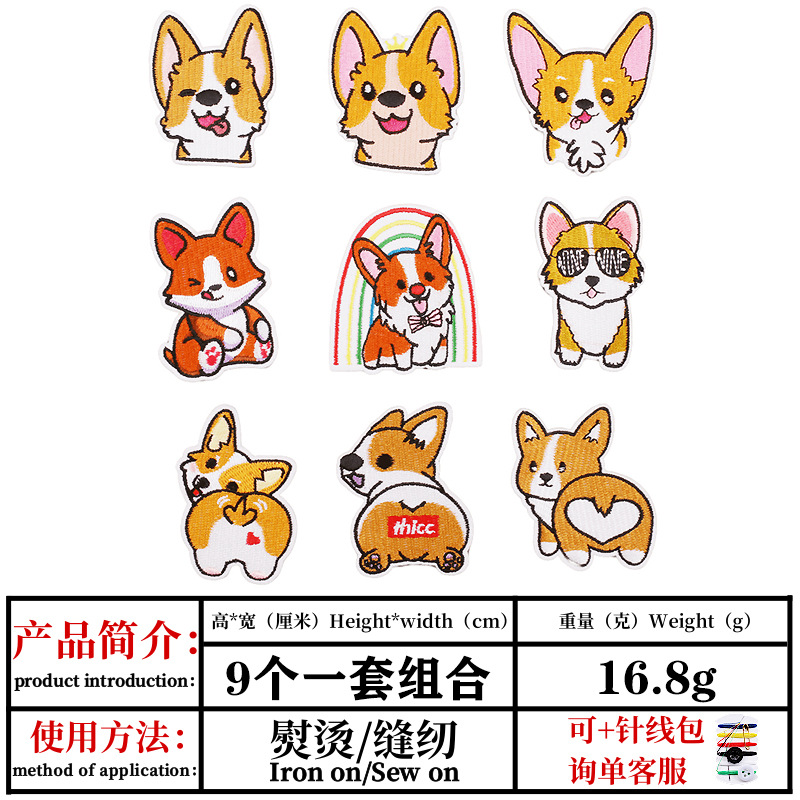 NINE NINE
thicc
产品简介:
product introduction:
高*宽（厘米）Height*width（cm）
重量（克）Weight（g）
9个一套组合
16.8g
使用方法:
method of application:
熨烫/缝纫
Iron on/Sew on
可+针线包
询单客服